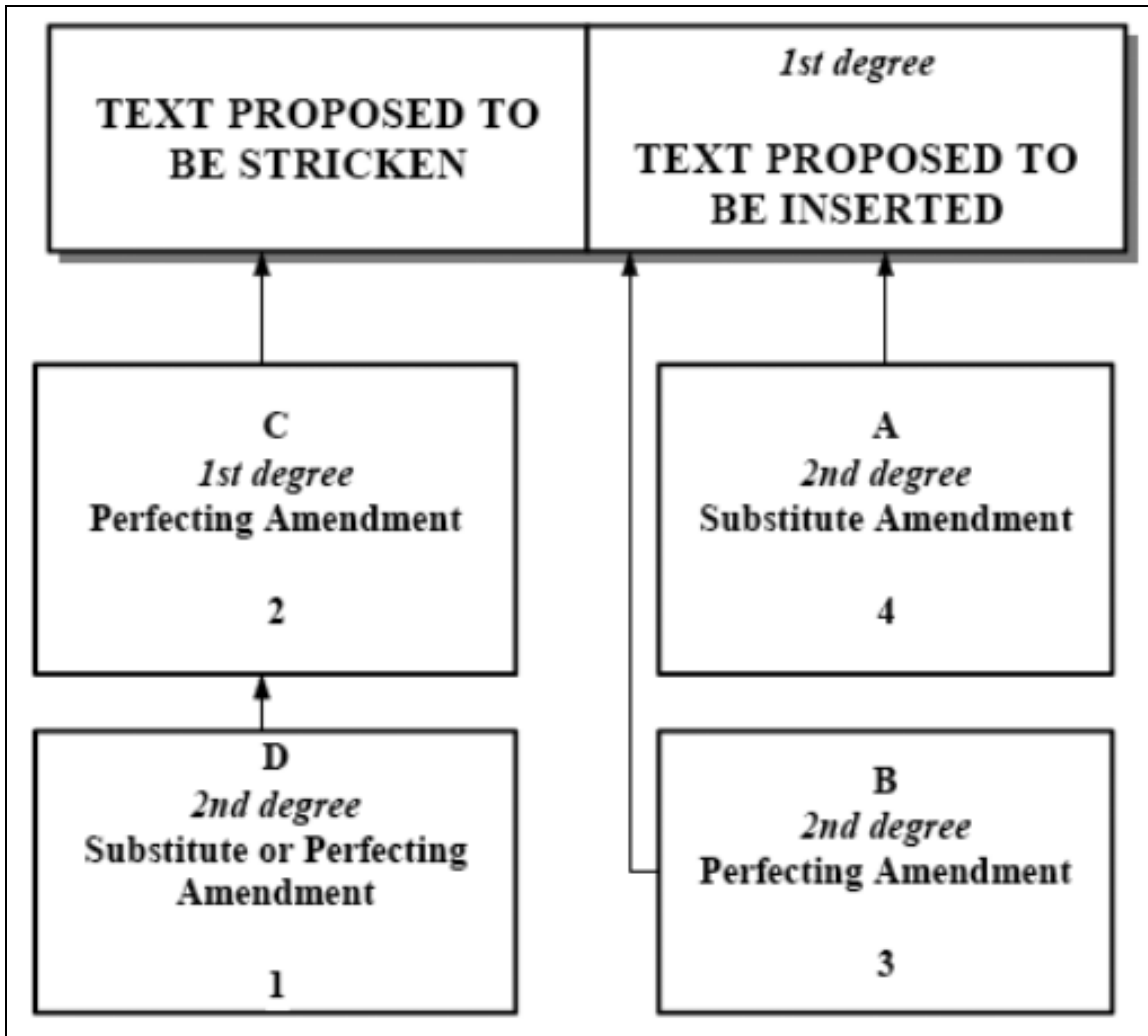 TEXT PROPOSED TO
BE STRICKEN
1st degree
TEXT PROPOSED TO
BE INSERTED
C
1st degree
Perfecting Amendment
2
A
2nd degree
Substitute Amendment
4
D
2nd degree
Substitute or Perfecting
Amendment
1
B
2nd degree
Perfecting Amendment
3